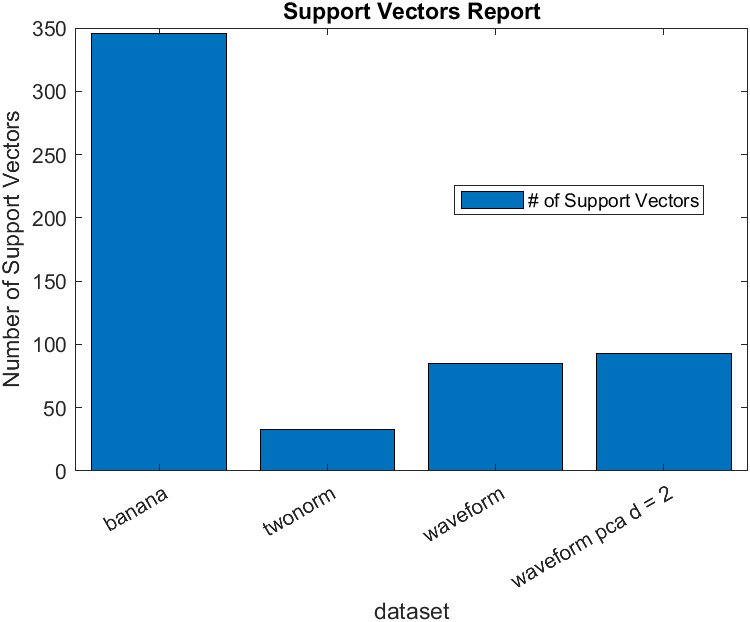 Support Vectors Report
Number of Support Vectors
350
300
250
200
150
100
50
0
# of Support Vectors
banana
twonorm
waveform
waveform pca d = 2
dataset